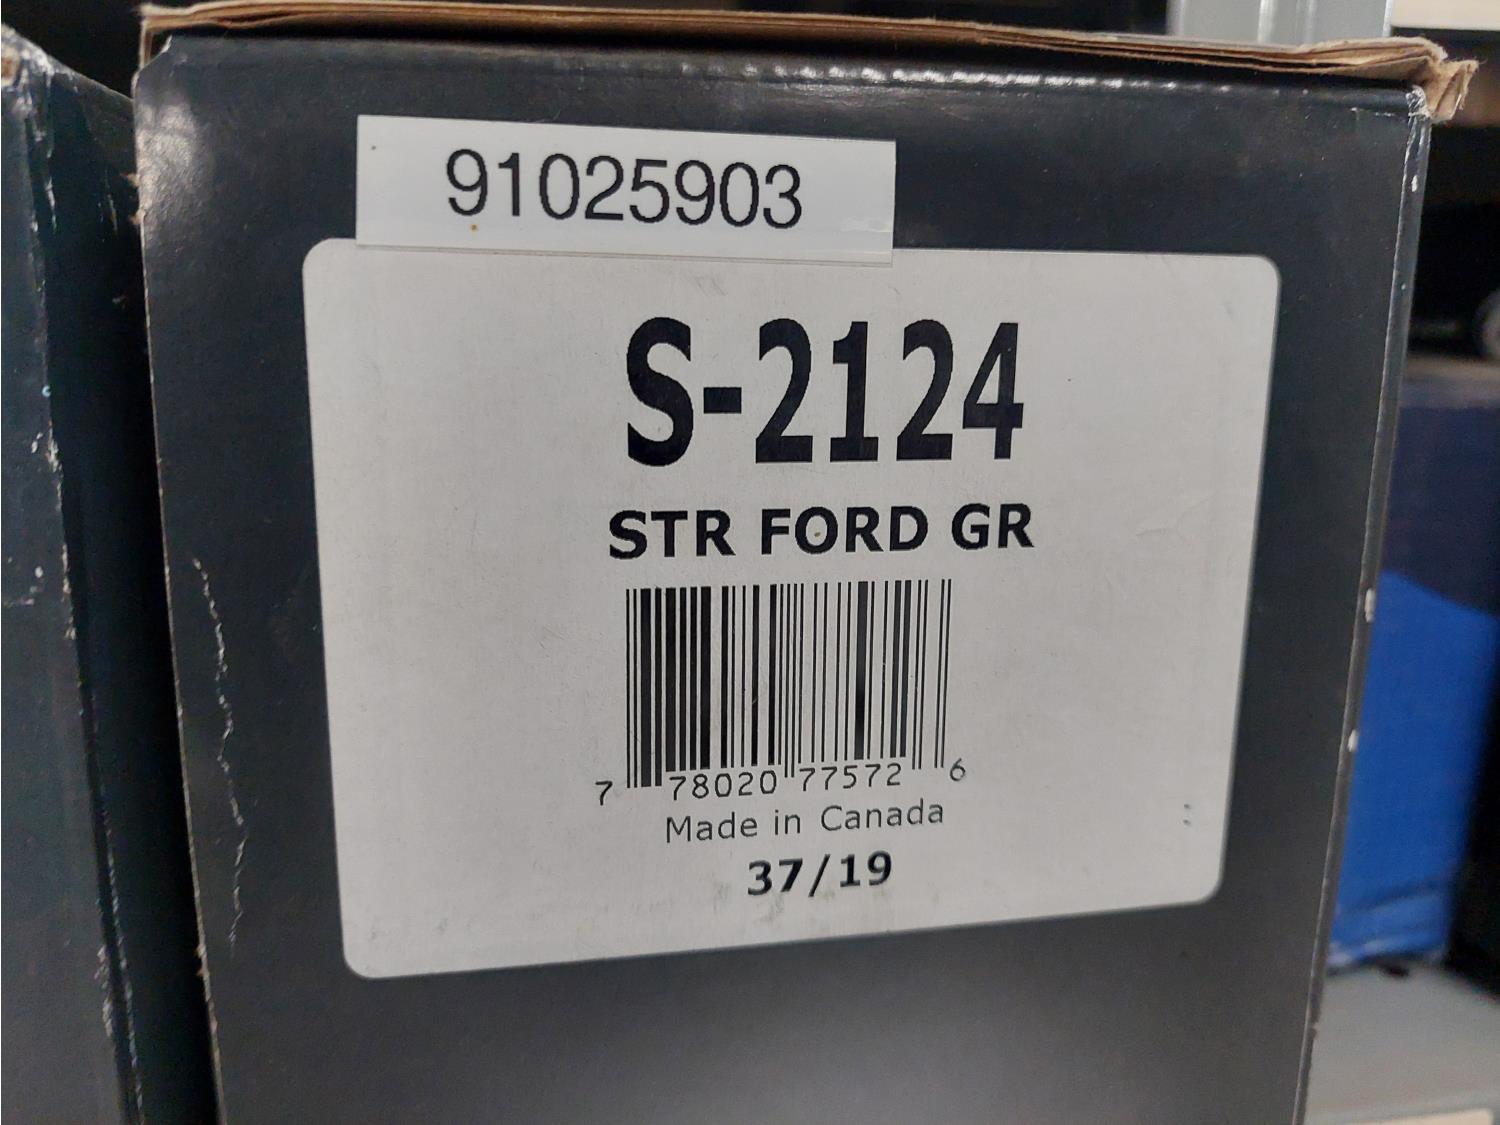 91025903
S-2124
STR FORD GR
7 78020 77572 6
Made in Canada
37/19